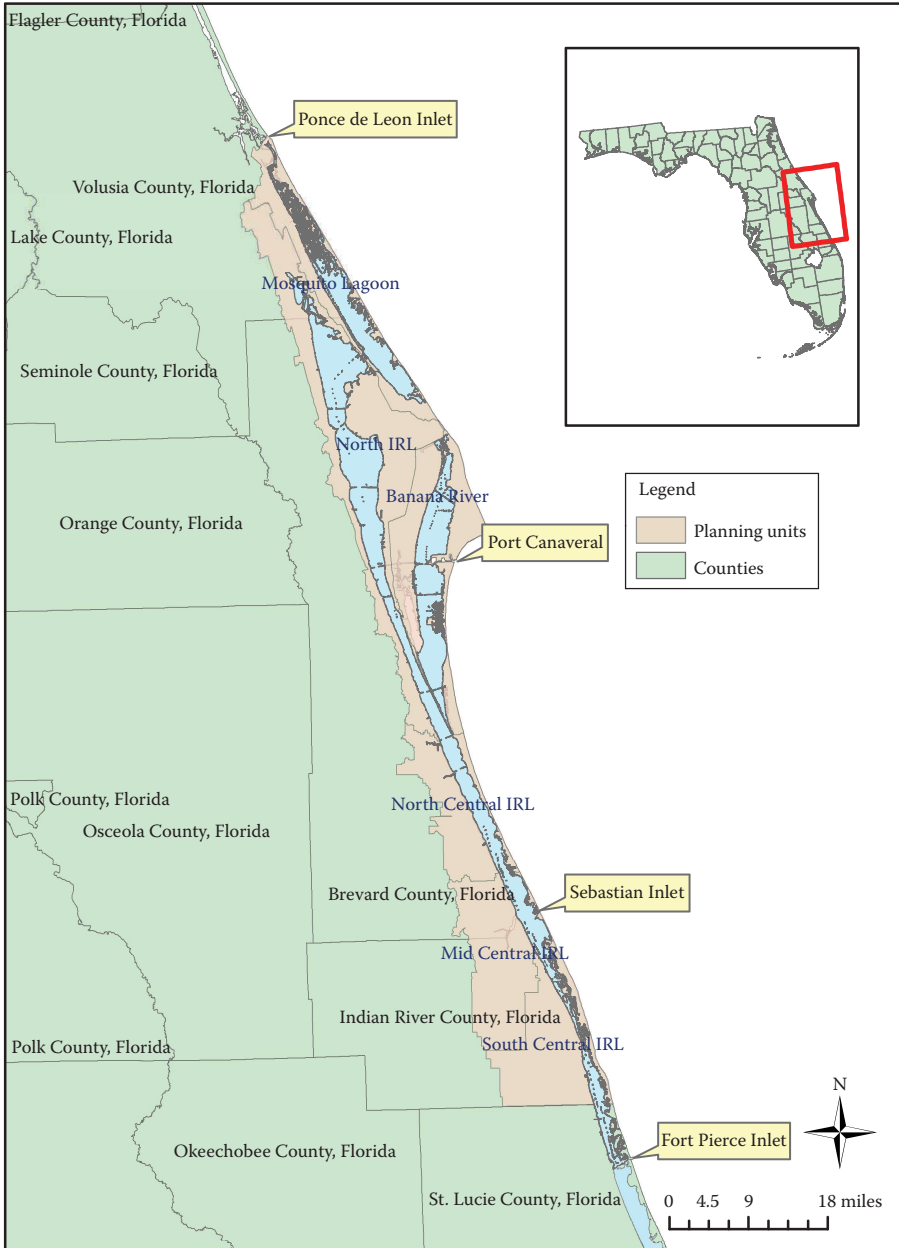 Flagler County, Florida
Ponce de Leon Inlet
Volusia County, Florida
Lake County, Florida
Mosquito Lagoon
Seminole County, Florida
North IRL
Banana River
Orange County, Florida
Port Canaveral
Legend
Planning units
Counties
Polk County, Florida
North Central IRL
Osceola County, Florida
Brevard County, Florida
Sebastian Inlet
Mid Central IRL
Indian River County, Florida
South Central IRL
Polk County, Florida
N
Fort Pierce Inlet
Okeechobee County, Florida
St. Lucie County, Florida
0 4.5 9 18 miles